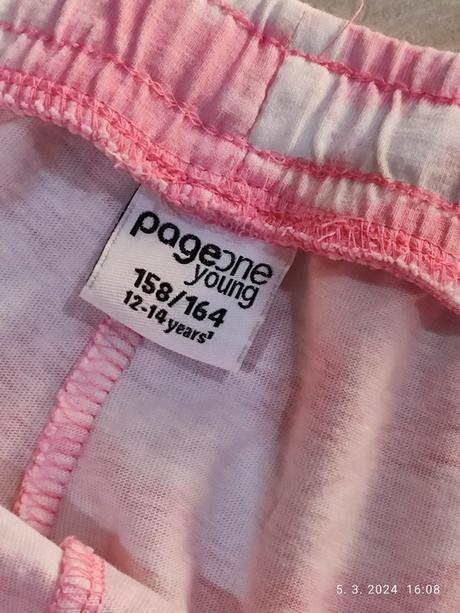 pageone
young
158/164
12-14 years
5. 3. 2024 16:08